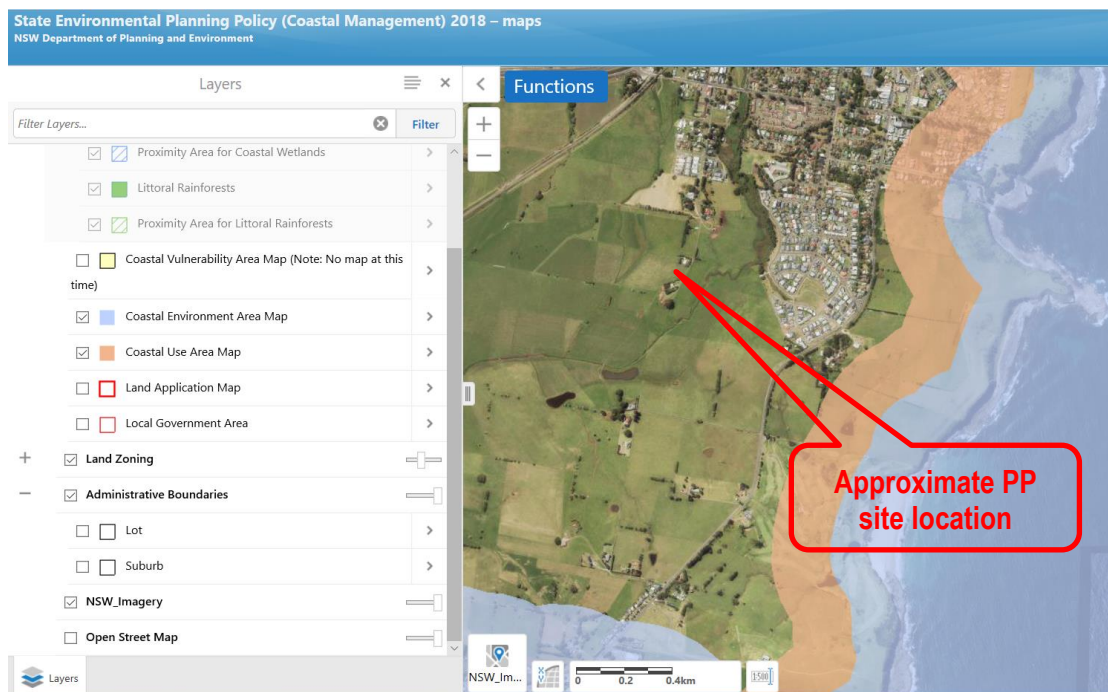 State Environmental Planning Policy (Coastal Management) 2018 – maps
NSW Department of Planning and Environment
Layers
Functions
Filter Layers...
Filter
Proximity Area for Coastal Wetlands
Littoral Rainforests
Proximity Area for Littoral Rainforests
Coastal Vulnerability Area Map (Note: No map at this
time)
Coastal Environment Area Map
Coastal Use Area Map
Land Application Map
Local Government Area
Land Zoning
Administrative Boundaries
Lot
Suburb
NSW_Imagery
Open Street Map
Layers
Approximate PP
site location
NSW_Im...
X Y
0 0.2 0.4km
1:500